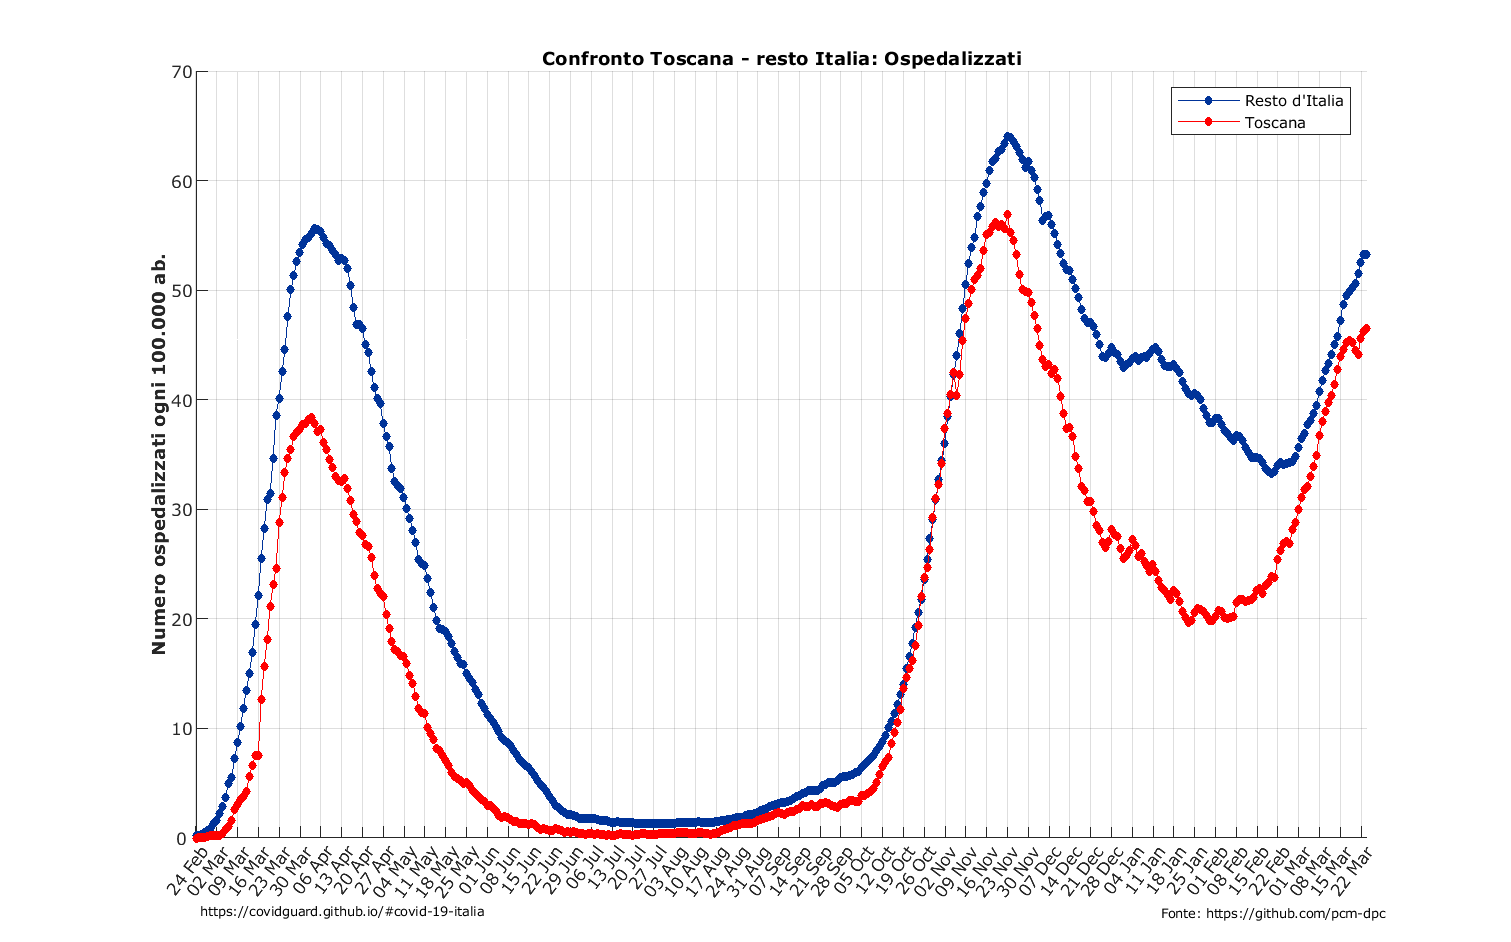 Confronto Toscana - resto Italia: Ospedalizzati
Resto d'Italia
Toscana
Numero ospedalizzati ogni 100.000 ab.
70
60
50
40
30
20
10
0
24 Feb
02 Mar
09 Mar
16 Mar
23 Mar
30 Mar
06 Apr
13 Apr
20 Apr
27 Apr
04 May
11 May
18 May
25 May
01 Jun
08 Jun
15 Jun
22 Jun
29 Jun
06 Jul
13 Jul
20 Jul
27 Jul
03 Aug
10 Aug
17 Aug
24 Aug
31 Aug
07 Sep
14 Sep
21 Sep
28 Sep
05 Oct
12 Oct
19 Oct
26 Oct
02 Nov
09 Nov
16 Nov
23 Nov
30 Nov
07 Dec
14 Dec
21 Dec
28 Dec
04 Jan
11 Jan
18 Jan
25 Jan
01 Feb
08 Feb
15 Feb
22 Feb
01 Mar
08 Mar
15 Mar
22 Mar
https://covidguard.github.io/#covid-19-italia
Fonte: https://github.com/pcm-dpc